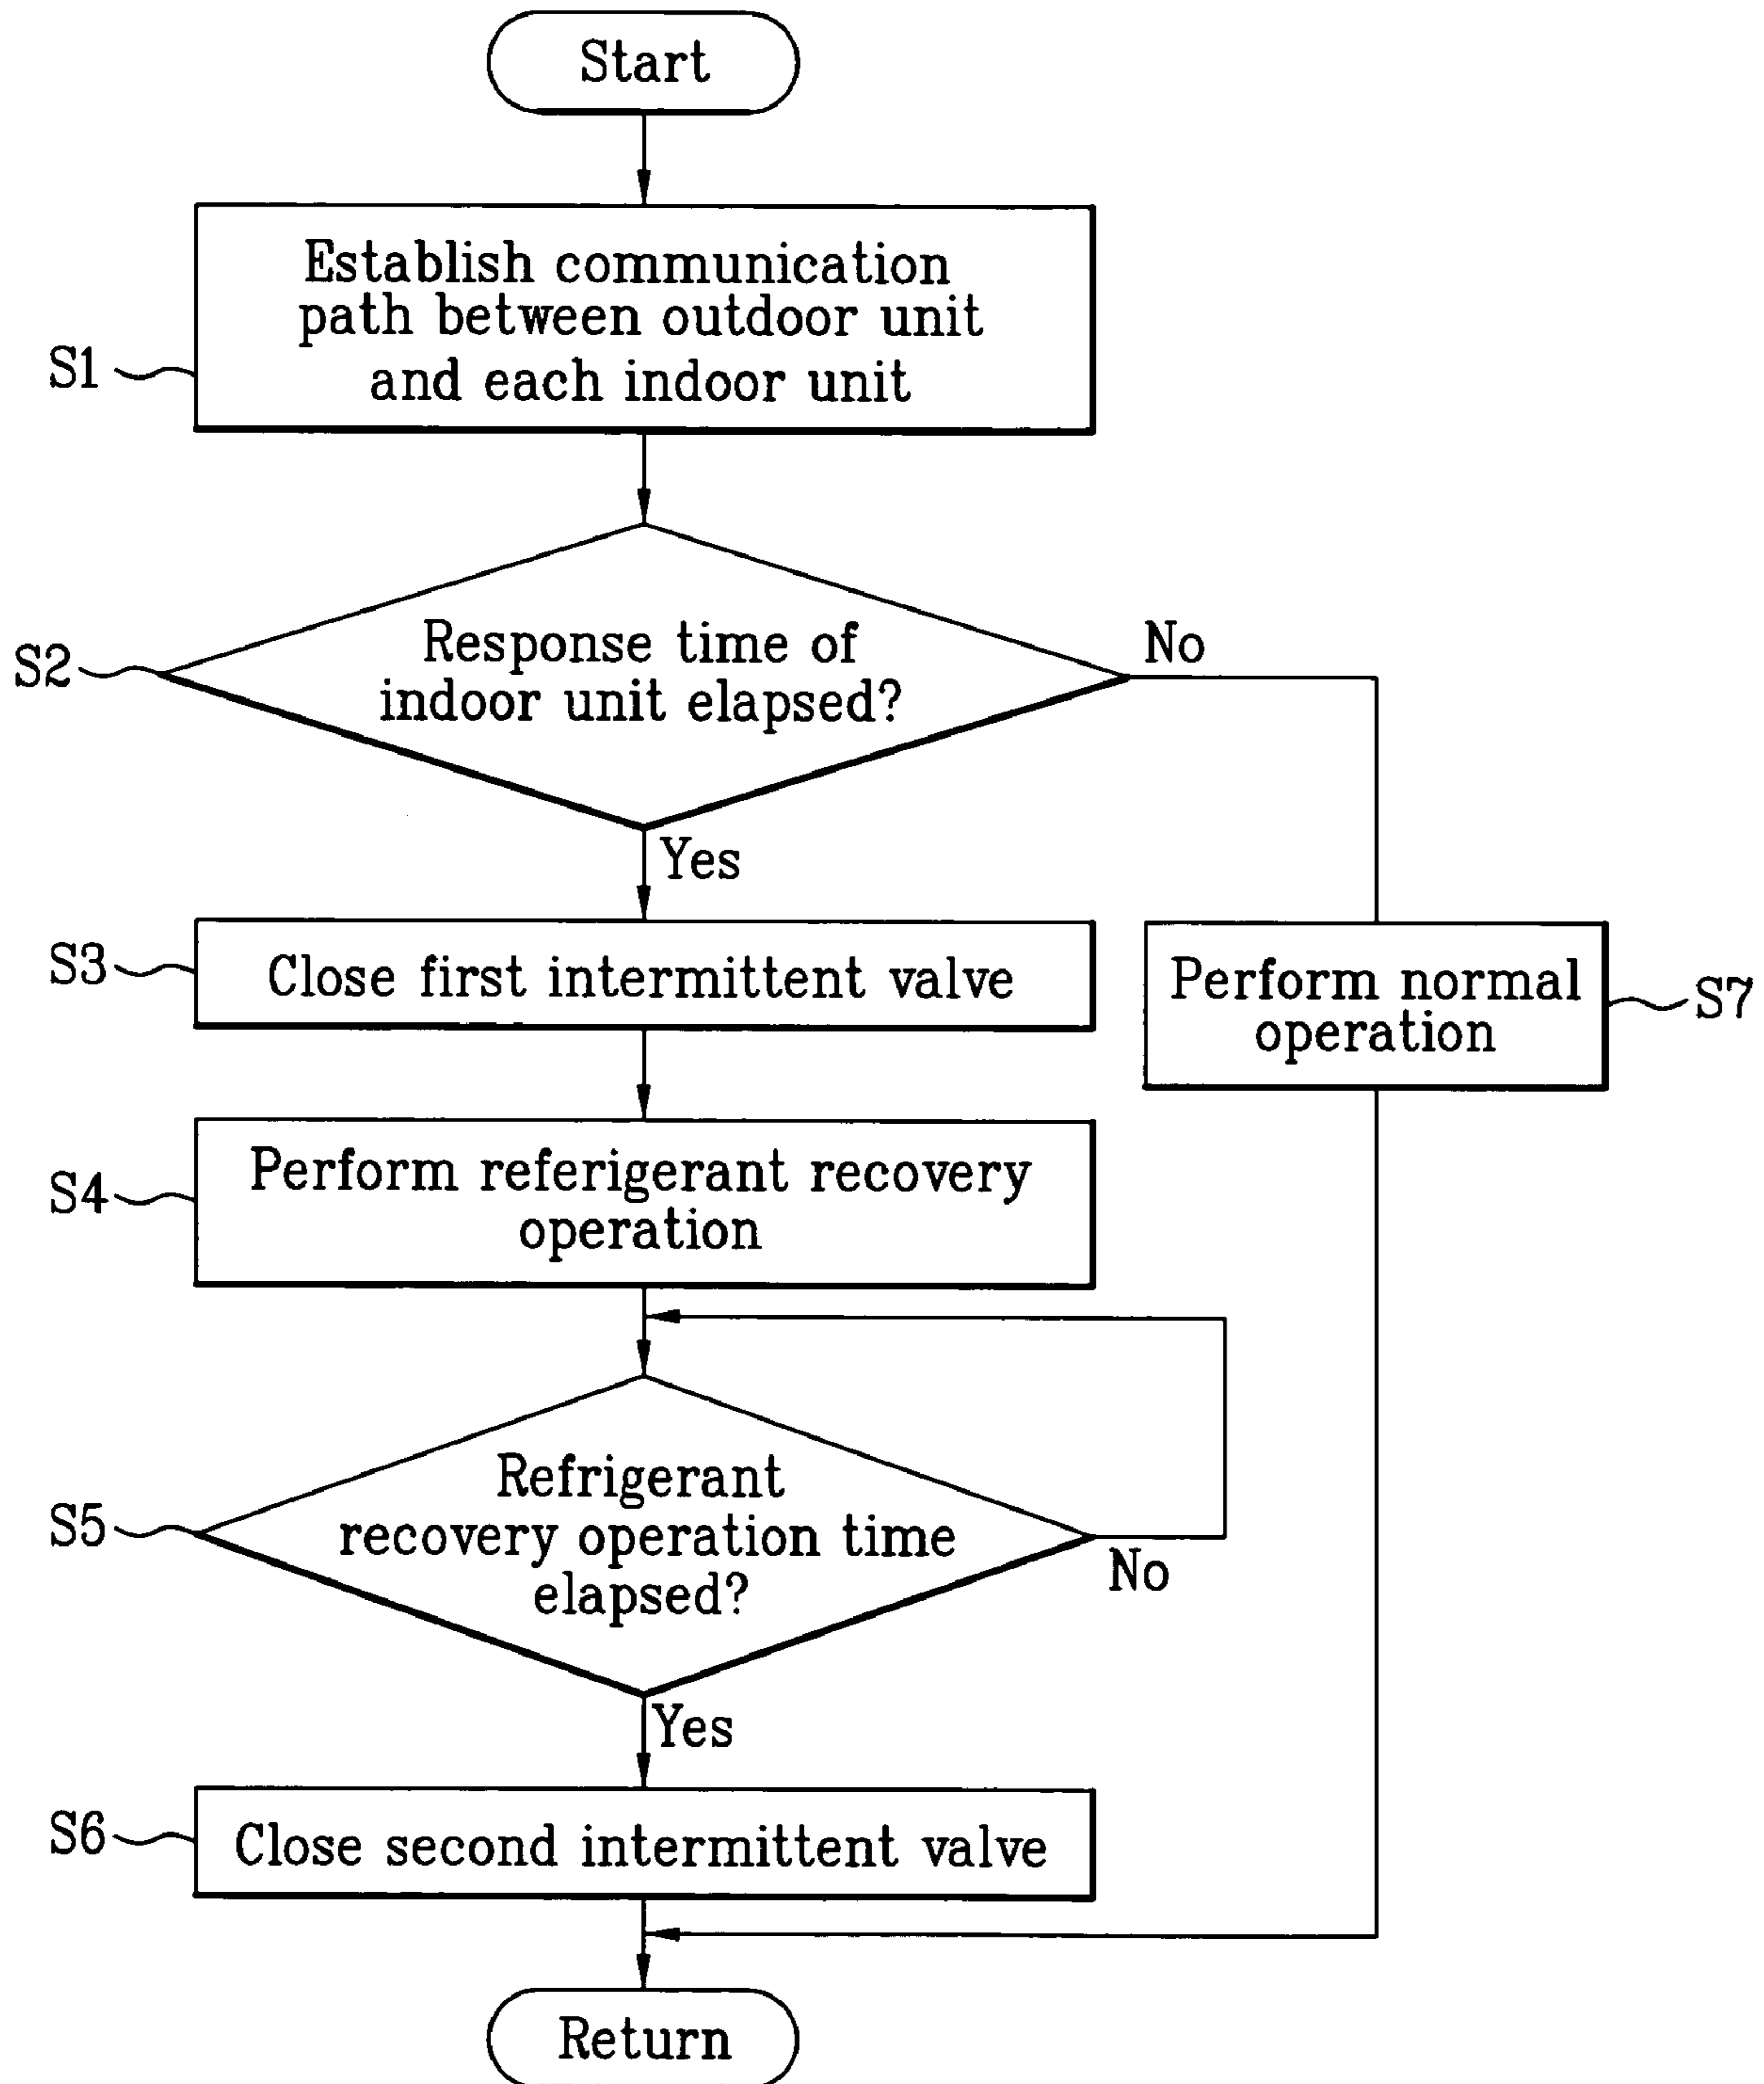 Start
Establish communication
path between outdoor unit
and each indoor unit
S1
Response time of
indoor unit elapsed?
S2
No
Yes
Close first intermittent valve
S3
Perform normal
operation
S7
Perform referigerant recovery
operation
S4
Refrigerant
recovery operation time
elapsed?
S5
No
Yes
Close second intermittent valve
S6
Return